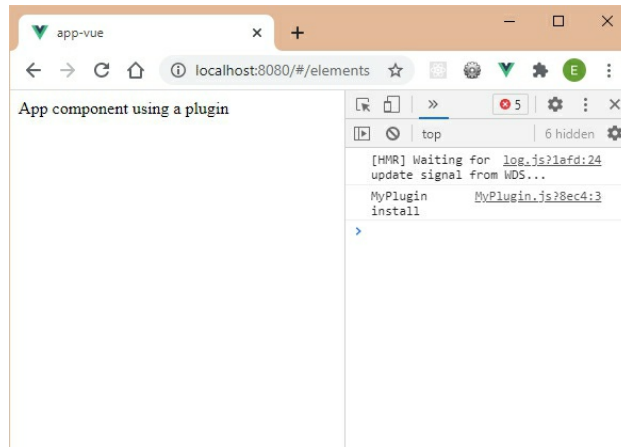 app-vue
localhost:8080/#/elements
E
App component using a plugin
5
top
6 hidden
[HMR] Waiting for log.js?1afd:24
update signal from WDS...
MyPlugin MyPlugin.js?8ec4:3
install